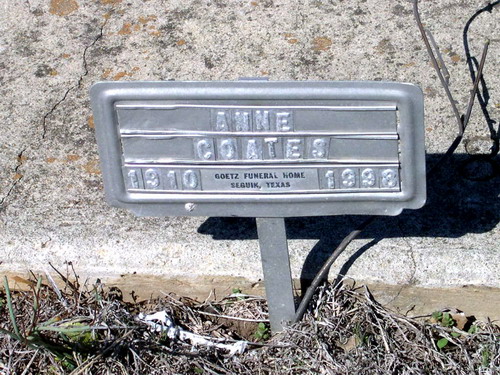 ANNE
COATES
1910 GOETZ FUNERAL HOME 1998
SEGUIN, TEXAS